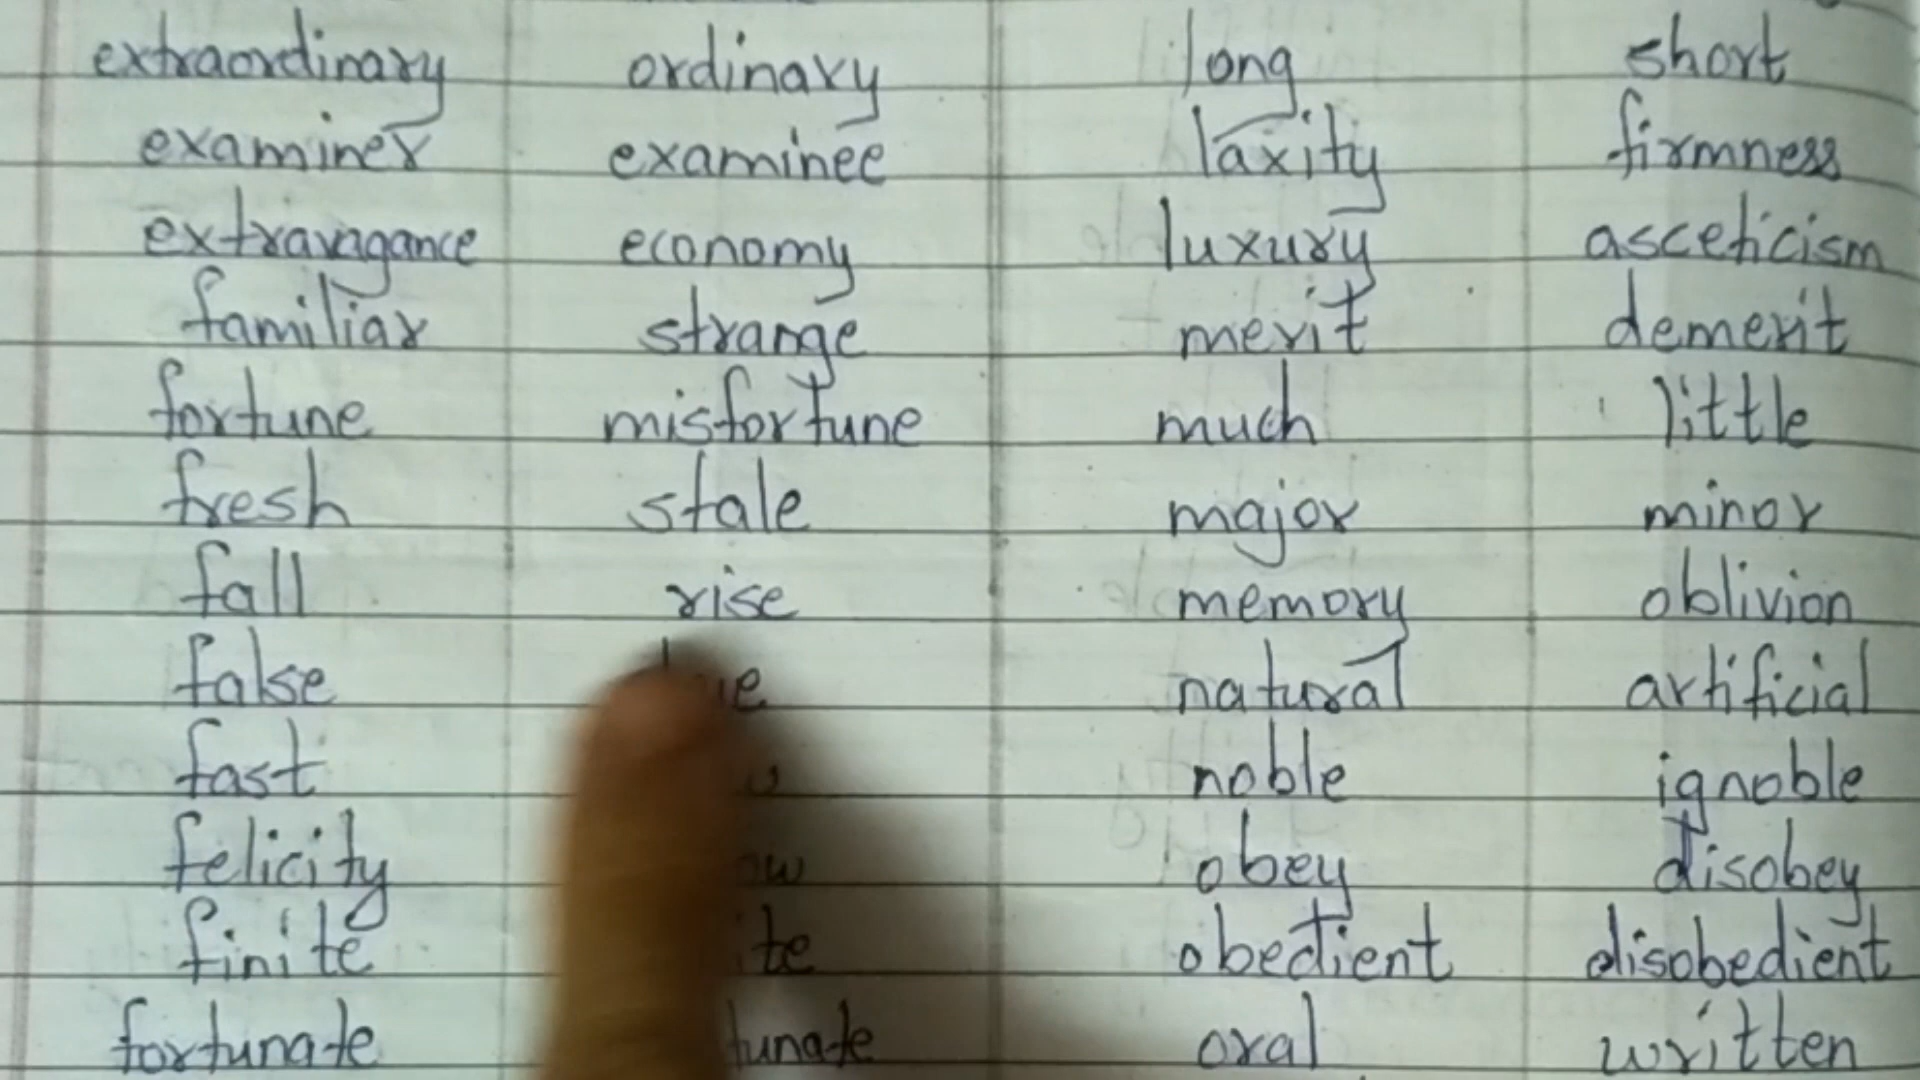 extraordinary ordinary long short
examiner examinee laxity firmness
extravagance economy luxury asceticism
familiar strange merit demerit
fortune misfortune much little
fresh stale major minor
fall rise memory oblivion
false natural artificial
fast noble ignoble
felicity obey disobey
finite obedient disobedient
fortunate oral written